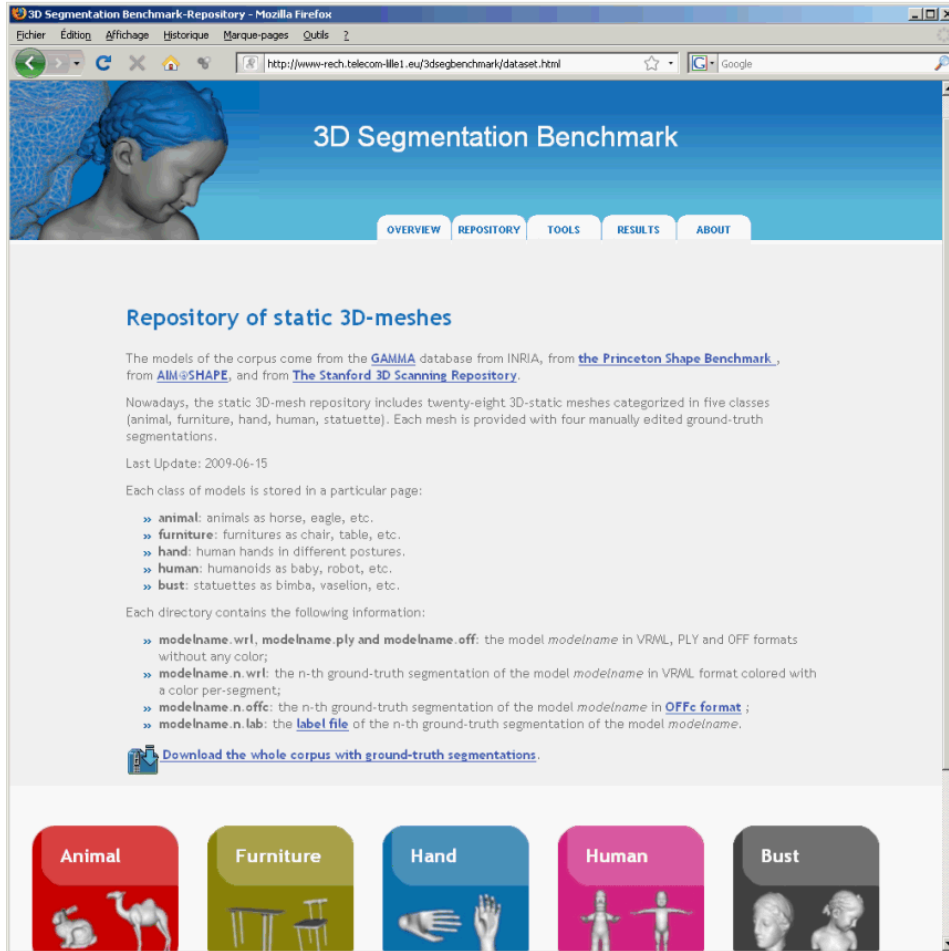 3D Segmentation Benchmark-Repository - Mozilla Firefox
Fichier Édition Affichage Historique Marque-pages Outils ?
http://www-rech.telecom-lille1.eu/3dsegbenchmark/dataset.html
G Google
3D Segmentation Benchmark
OVERVIEW REPOSITORY TOOLS RESULTS ABOUT
Repository of static 3D-meshes
The models of the corpus come from the GAMMA database from INRIA, from the Princeton Shape Benchmark ,
from AIM@SHAPE, and from The Stanford 3D Scanning Repository.
Nowadays, the static 3D-mesh repository includes twenty-eight 3D-static meshes categorized in five classes
(animal, furniture, hand, human, statuette). Each mesh is provided with four manually edited ground-truth
segmentations.
Last Update: 2009-06-15
Each class of models is stored in a particular page:
» animal: animals as horse, eagle, etc.
» furniture: furnitures as chair, table, etc.
» hand: human hands in different postures.
» human: humanoids as baby, robot, etc.
» bust: statuettes as bimba, vaselion, etc.
Each directory contains the following information:
» modelname.wrl, modelname.ply and modelname.off: the model modelname in VRML, PLY and OFF formats
without any color;
» modelname.n.wrl: the n-th ground-truth segmentation of the model modelname in VRML format colored with
a color per-segment;
» modelname.n.offc: the n-th ground-truth segmentation of the model modelname in OFFc format ;
» modelname.n.lab: the label file of the n-th ground-truth segmentation of the model modelname.
Download the whole corpus with ground-truth segmentations.
Animal Furniture Hand Human Bust